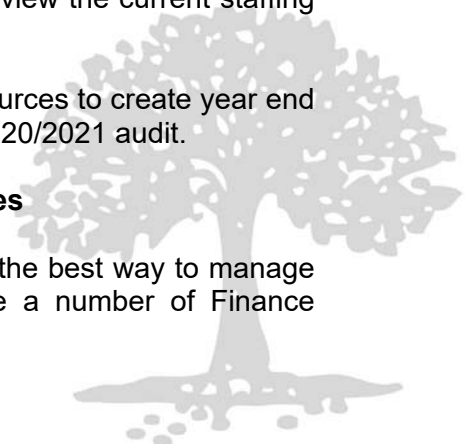 view the current staffing
urces to create year end
20/2021 audit.
es
the best way to manage
e a number of Finance